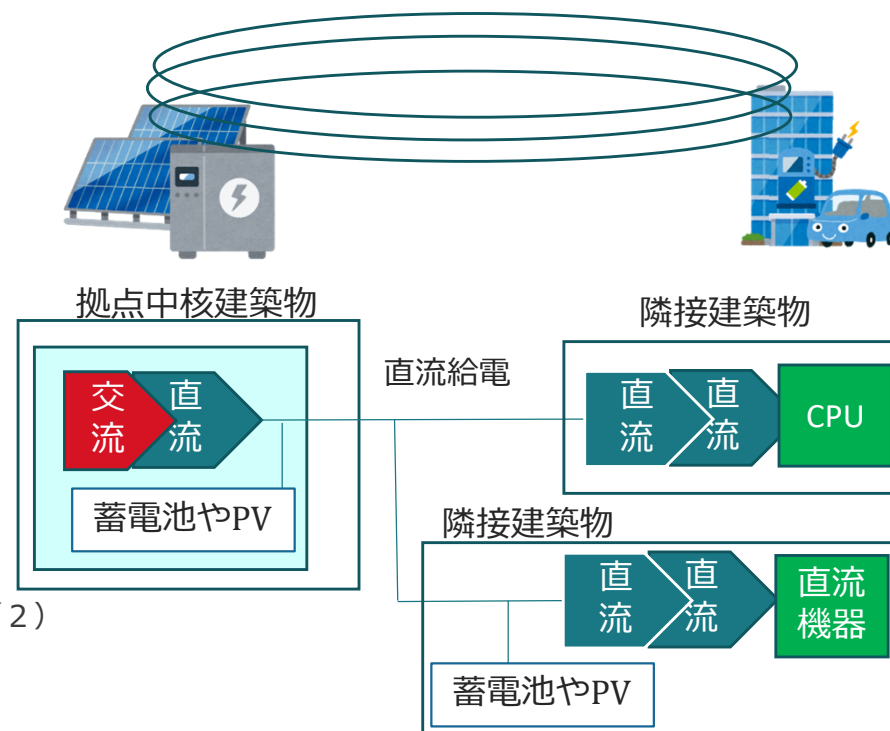 拠点中核建築物
交流
直流
蓄電池やPV
直流給電
隣接建築物
直流
直流
CPU
隣接建築物
直流
直流
直流
機器
蓄電池やPV
2)